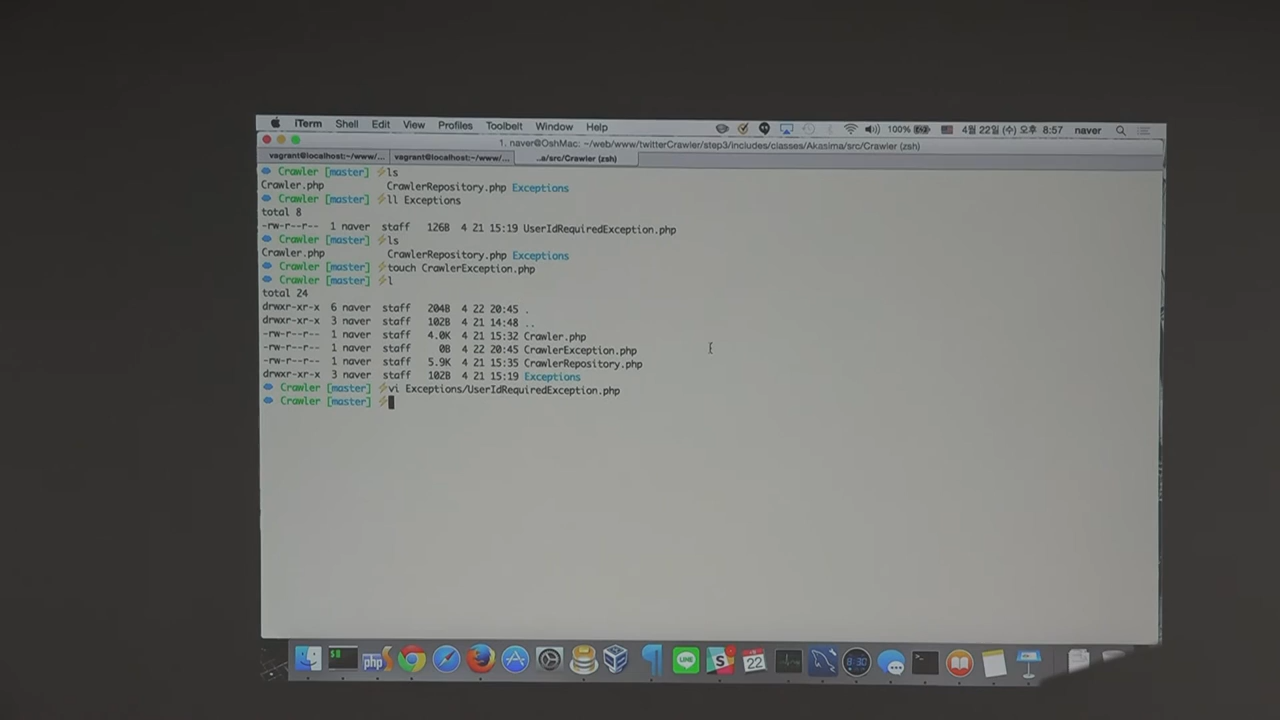 iTerm Shell Edit View Profiles Toolbelt Window Help 100% 4월 22일 (수) 오후 8:57 naver
1. naver@OshMac: ~/web/www/twitterCrawler/step3/includes/classes/Akasima/src/Crawler (zsh)
vagrant@localhost:~/www/... vagrant@localhost:~/www/... ..a/src/Crawler (zsh)
Crawler [master] ⚡ls
Crawler.php CrawlerRepository.php Exceptions
Crawler [master] ⚡ll Exceptions
total 8
-rw-r--r-- 1 naver staff 126B 4 21 15:19 UserIdRequiredException.php
Crawler [master] ⚡ls
Crawler.php CrawlerRepository.php Exceptions
Crawler [master] ⚡touch CrawlerException.php
Crawler [master] ⚡l
total 24
drwxr-xr-x 6 naver staff 204B 4 22 20:45 .
drwxr-xr-x 3 naver staff 102B 4 21 14:48 ..
-rw-r--r-- 1 naver staff 4.0K 4 21 15:32 Crawler.php
-rw-r--r-- 1 naver staff 0B 4 22 20:45 CrawlerException.php
-rw-r--r-- 1 naver staff 5.9K 4 21 15:35 CrawlerRepository.php
drwxr-xr-x 3 naver staff 102B 4 21 15:19 Exceptions
Crawler [master] ⚡vi Exceptions/UserIdRequiredException.php
Crawler [master] ⚡
php LINE S 22 8:30